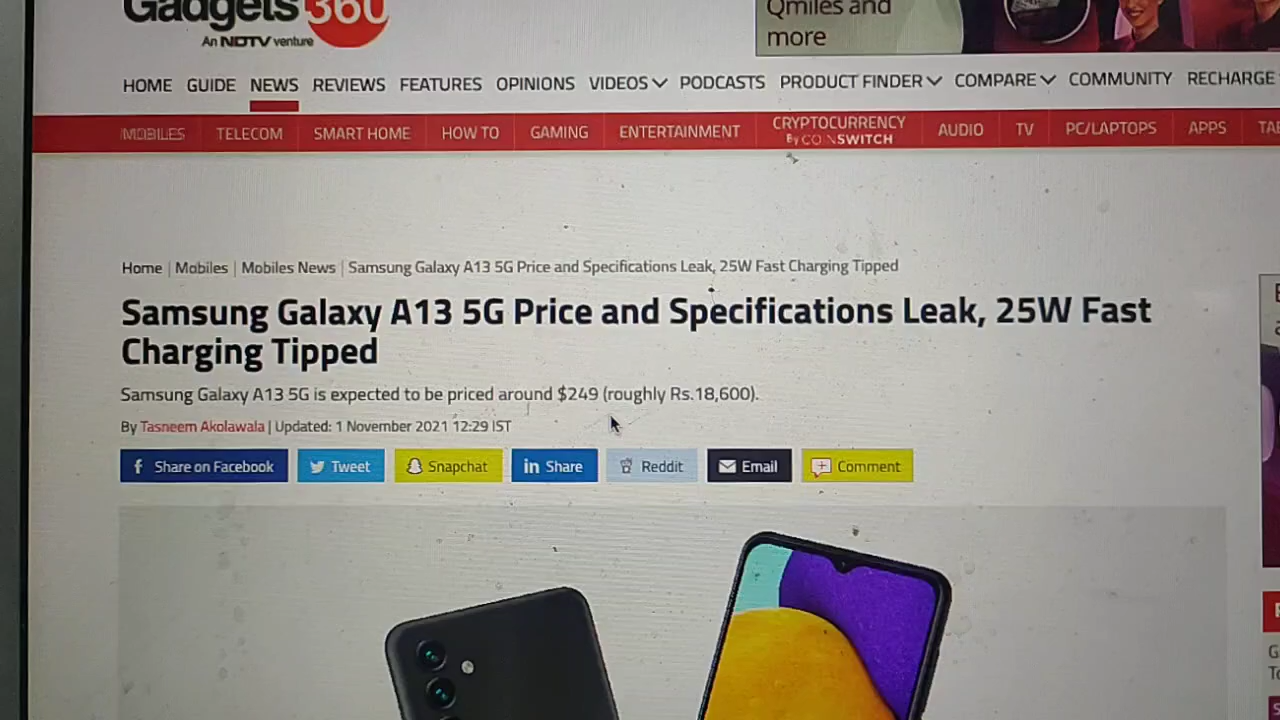 Gadgets 360
An NDTV venture
Qmiles and
more
HOME GUIDE NEWS REVIEWS FEATURES OPINIONS VIDEOS PODCASTS PRODUCT FINDER COMPARE COMMUNITY RECHARGE
MOBILES TELECOM SMART HOME HOW TO GAMING ENTERTAINMENT CRYPTOCURRENCY By COINSWITCH AUDIO TV PC/LAPTOPS APPS
Home | Mobiles | Mobiles News | Samsung Galaxy A13 5G Price and Specifications Leak, 25W Fast Charging Tipped
Samsung Galaxy A13 5G Price and Specifications Leak, 25W Fast
Charging Tipped
Samsung Galaxy A13 5G is expected to be priced around $249 (roughly Rs.18,600).
By Tasneem Akolawala | Updated: 1 November 2021 12:29 IST
f Share on Facebook Tweet Snapchat in Share Reddit Email Comment